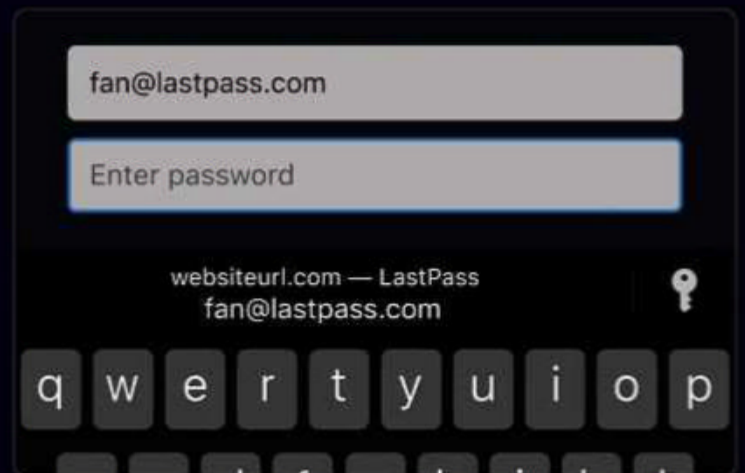 fan@lastpass.com
Enter password
websiteurl.com — LastPass
fan@lastpass.com
q w e r t y u i o p